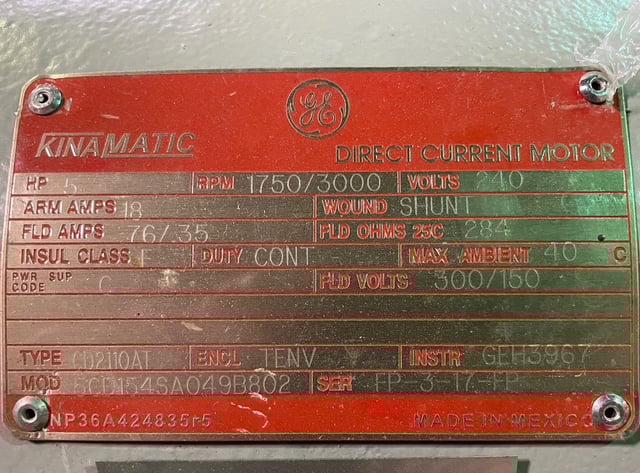 GE
KINAMATIC DIRECT CURRENT MOTOR
HP 5 RPM 1750/3000 VOLTS 240
ARM AMPS 18 WOUND SHUNT
FLD AMPS 76/.35 FLD OHMS 25C 284
INSUL CLASS F DUTY CONT MAX AMBIENT 40 C
PWR SUP CODE C FLD VOLTS 300/150
TYPE CD2110AT ENCL TENV INSTR GEH3967
MOD 5CD154SA049B802 SER FP-3-17-FP
NP36A424835r5 MADE IN MEXICO